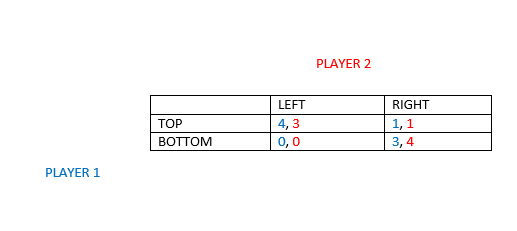 PLAYER 2
LEFT RIGHT
TOP 4, 3 1, 1
BOTTOM 0, 0 3, 4
PLAYER 1